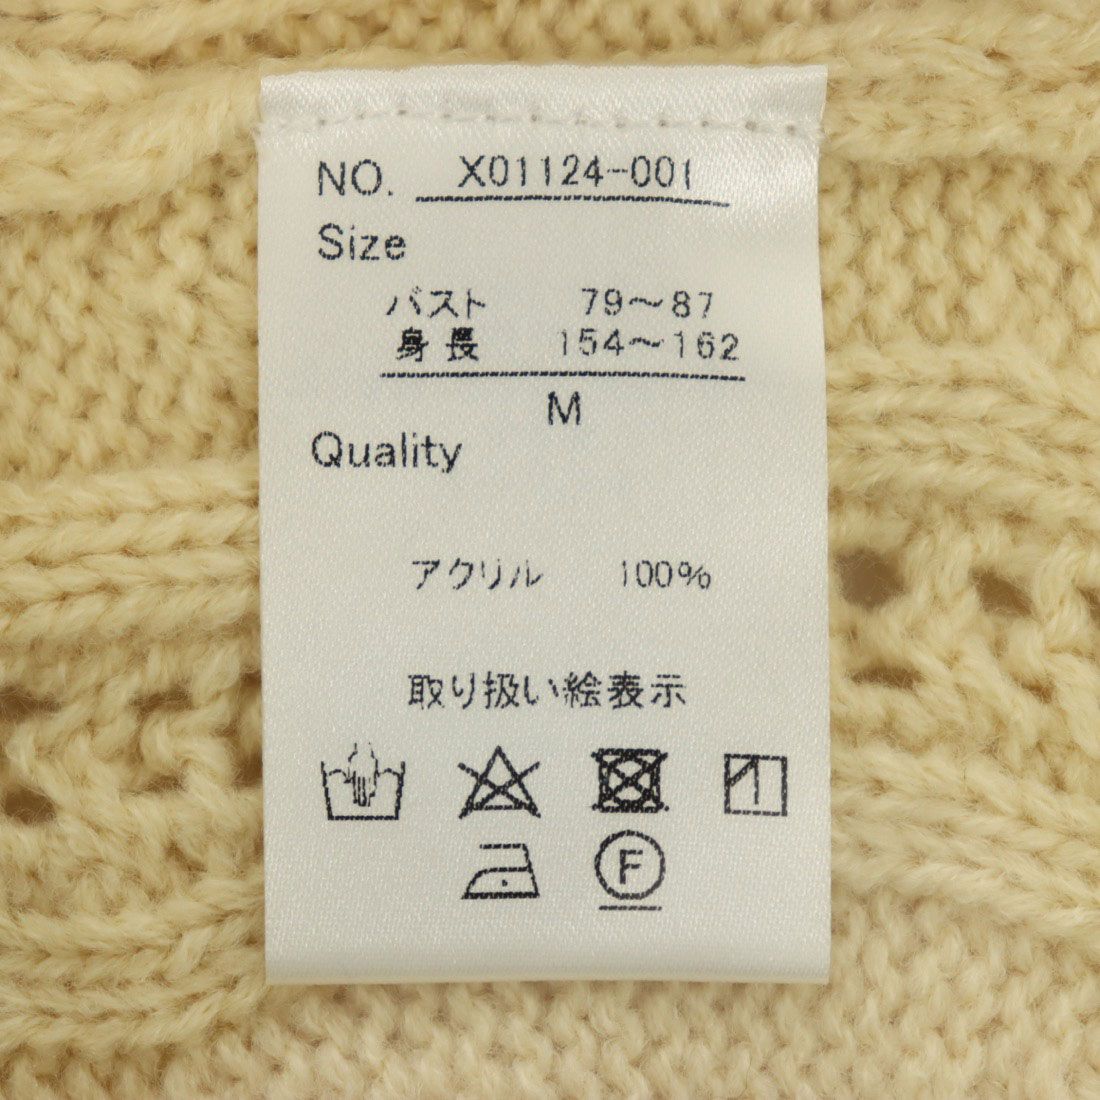 NO. X01124-001
Size
バスト 79～87
身長 154～162
M
Quality
アクリル 100%
取り扱い絵表示
F